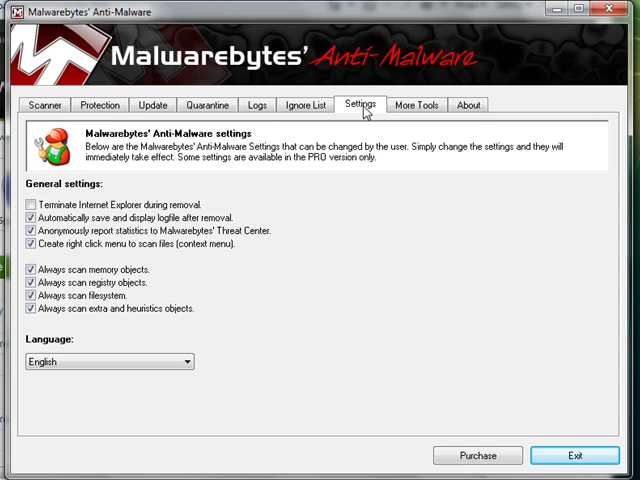 Malwarebytes' Anti-Malware
Malwarebytes' Anti-Malware
Scanner Protection Update Quarantine Logs Ignore List Settings More Tools About
Malwarebytes' Anti-Malware settings
Below are the Malwarebytes' Anti-Malware Settings that can be changed by the user. Simply change the settings and they will
immediately take effect. Some settings are available in the PRO version only.
General settings:
Terminate Internet Explorer during removal.
Automatically save and display logfile after removal.
Anonymously report statistics to Malwarebytes' Threat Center.
Create right click menu to scan files (context menu).
Always scan memory objects.
Always scan registry objects.
Always scan filesystem.
Always scan extra and heuristics objects.
Language:
English
Purchase Exit